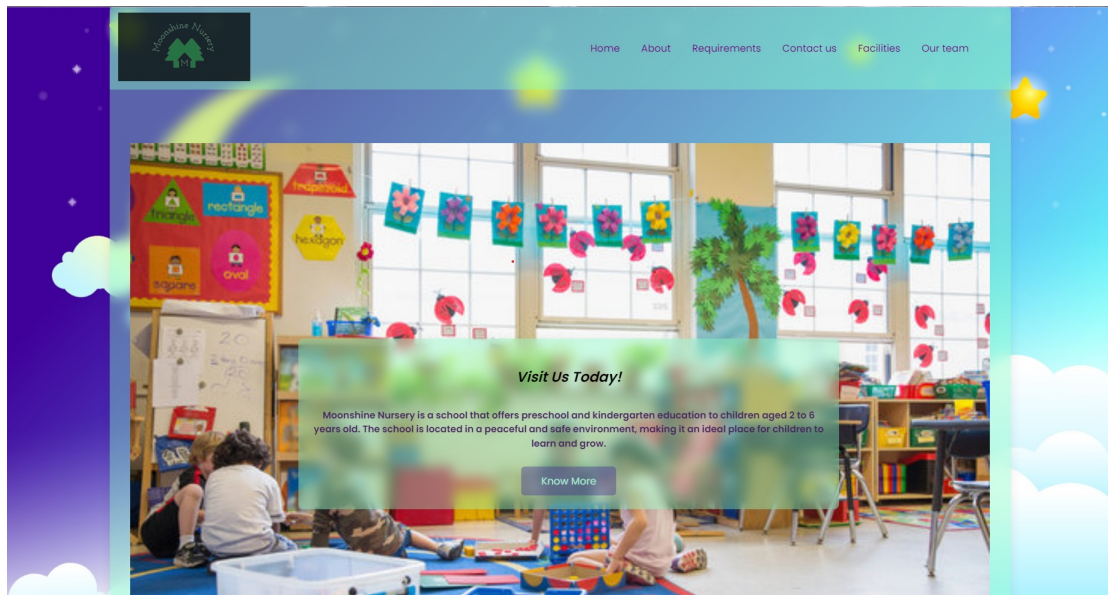 Moonshine Nursery
M
Home About Requirements Contact us Facilities Our team
trapezoid
triangle
rectangle
hexagon
square
oval
20
Visit Us Today!
Moonshine Nursery is a school that offers preschool and kindergarten education to children aged 2 to 6
years old. The school is located in a peaceful and safe environment, making it an ideal place for children to
learn and grow.
Know More